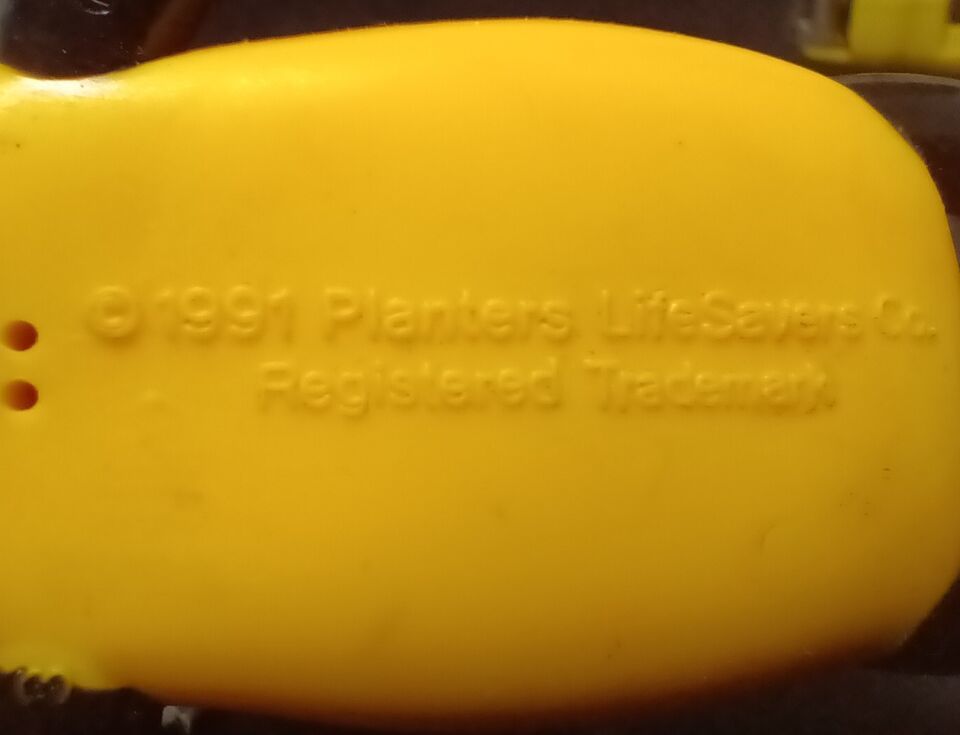 © 1991 Planters LifeSavers Co.
Registered Trademark